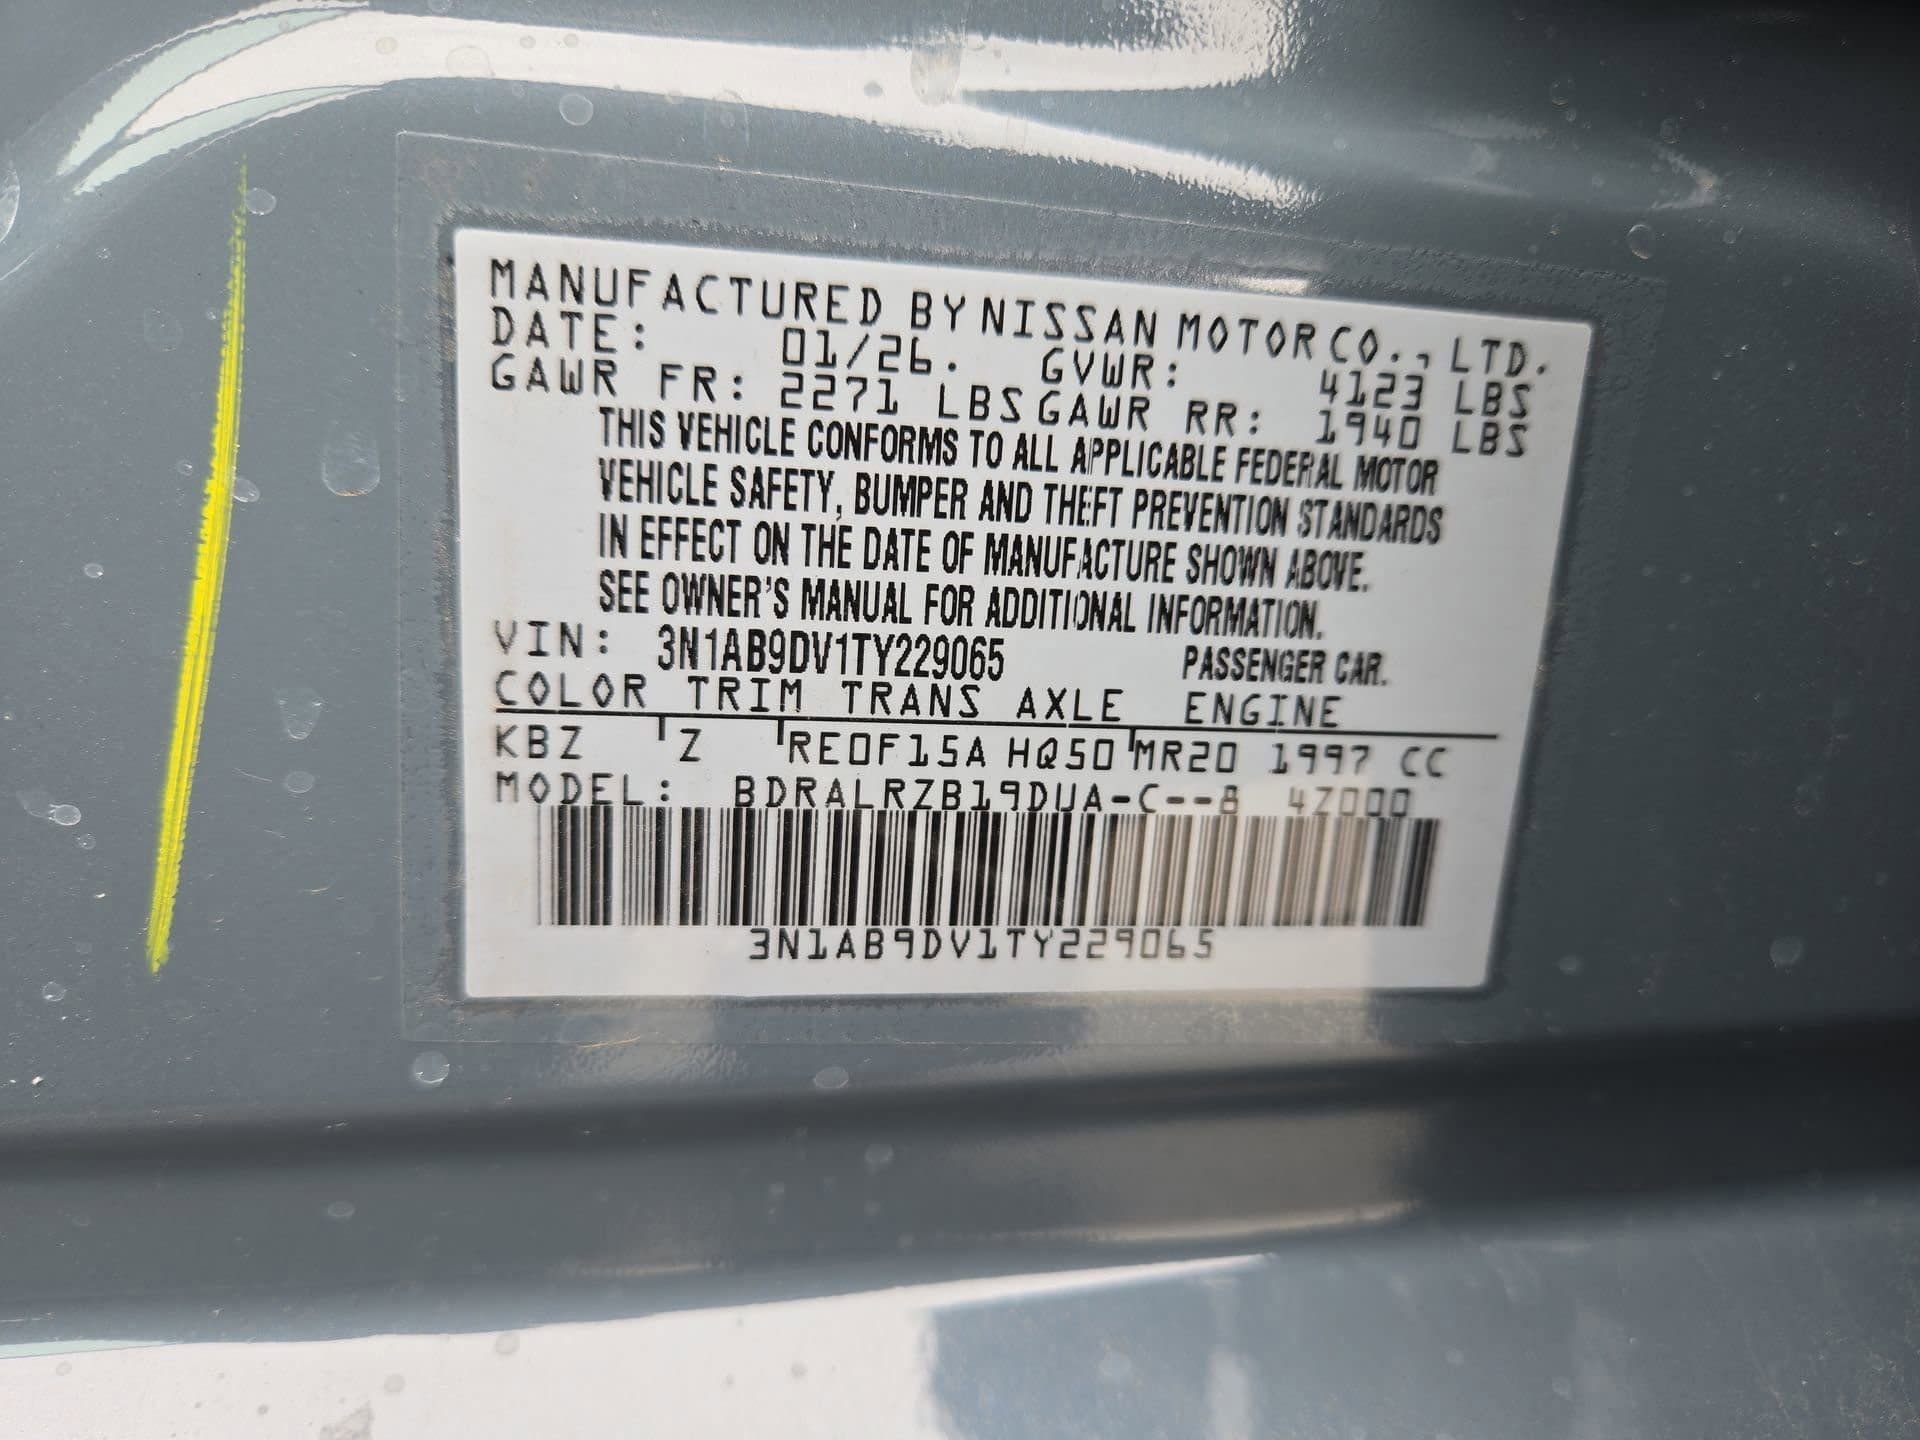 MANUFACTURED BY NISSAN MOTOR CO., LTD.
DATE: 01/26. GVWR: 4123 LBS
GAWR FR: 2271 LBS GAWR RR: 1940 LBS
THIS VEHICLE CONFORMS TO ALL APPLICABLE FEDERAL MOTOR
VEHICLE SAFETY, BUMPER AND THEFT PREVENTION STANDARDS
IN EFFECT ON THE DATE OF MANUFACTURE SHOWN ABOVE.
SEE OWNER'S MANUAL FOR ADDITIONAL INFORMATION.
VIN: 3N1AB9DV1TY229065 PASSENGER CAR.
COLOR TRIM TRANS AXLE ENGINE
KBZ Z RE0F15A HQ50 MR20 1997 CC
MODEL: BDRALRZB19DUA-C--8 4Z000
3N1AB9DV1TY229065